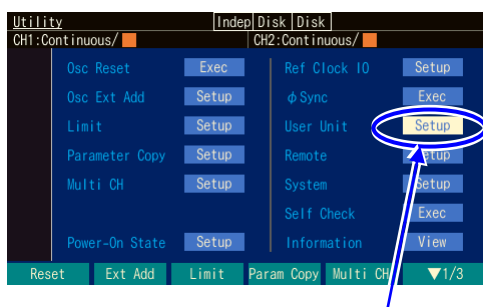 Utility Indep Disk Disk
CH1:Continuous/ CH2:Continuous/
Osc Reset Exec Ref Clock IO Setup
Osc Ext Add Setup φSync Exec
Limit Setup User Unit Setup
Parameter Copy Setup Remote Setup
Multi CH Setup System Setup
Self Check Exec
Power-On State Setup Information View
Reset Ext Add Limit Param Copy Multi CH ▼1/3